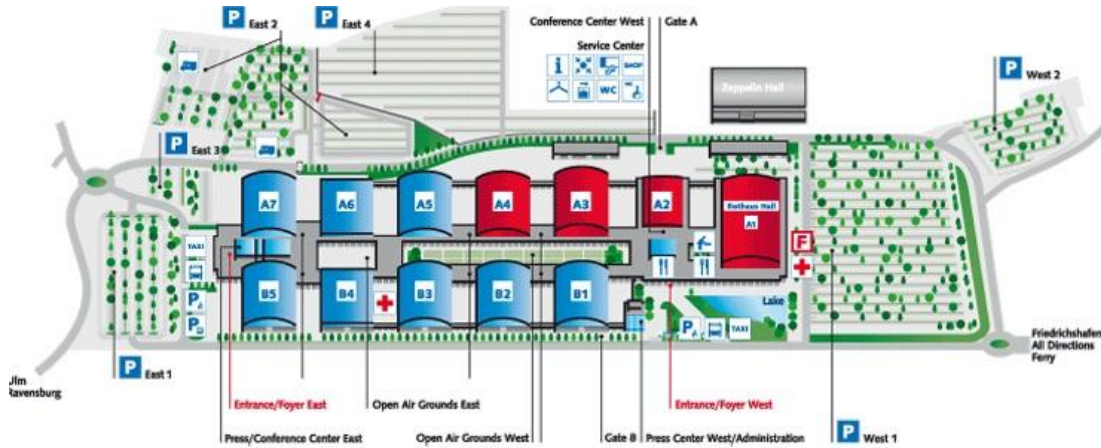 Conference Center West
Gate A
P East 2
P East 4
Service Center
i
SHOP
WC
Zeppelin Hall
P West 2
P
East 3
A7
A6
A5
A4
A3
A2
Rothaus Hall
A1
TAXI
F
P
P
B5
B4
B3
B2
B1
Lake
P
TAXI
Friedrichshafen
All Directions
Ferry
Ulm
Ravensburg
P East 1
Entrance/Foyer East
Open Air Grounds East
Entrance/Foyer West
Press/Conference Center East
Open Air Grounds West
Gate B
Press Center West/Administration
P West 1